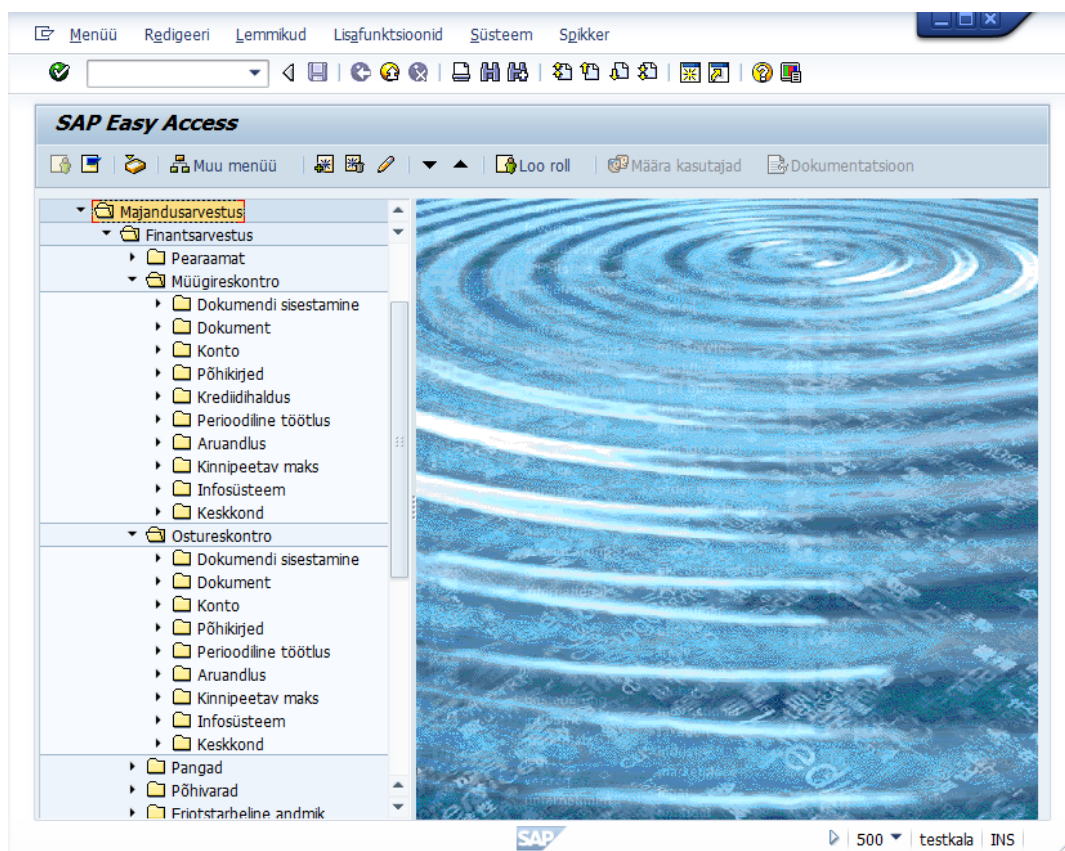 Menüü Redigeeri Lemmikud Lisafunktsioonid Süsteem Spikker
SAP Easy Access
Muu menüü Loo roll Määra kasutajad Dokumentatsioon
Majandusarvestus
Finantsarvestus
Pearaamat
Müügireskontro
Dokumendi sisestamine
Dokument
Konto
Põhikirjed
Krediidihaldus
Perioodiline töötlus
Aruandlus
Kinnipeetav maks
Infosüsteem
Keskkond
Ostureskontro
Dokumendi sisestamine
Dokument
Konto
Põhikirjed
Perioodiline töötlus
Aruandlus
Kinnipeetav maks
Infosüsteem
Keskkond
Pangad
Põhivarad
Eriotstarbeline andmik
SAP 500 testkala INS